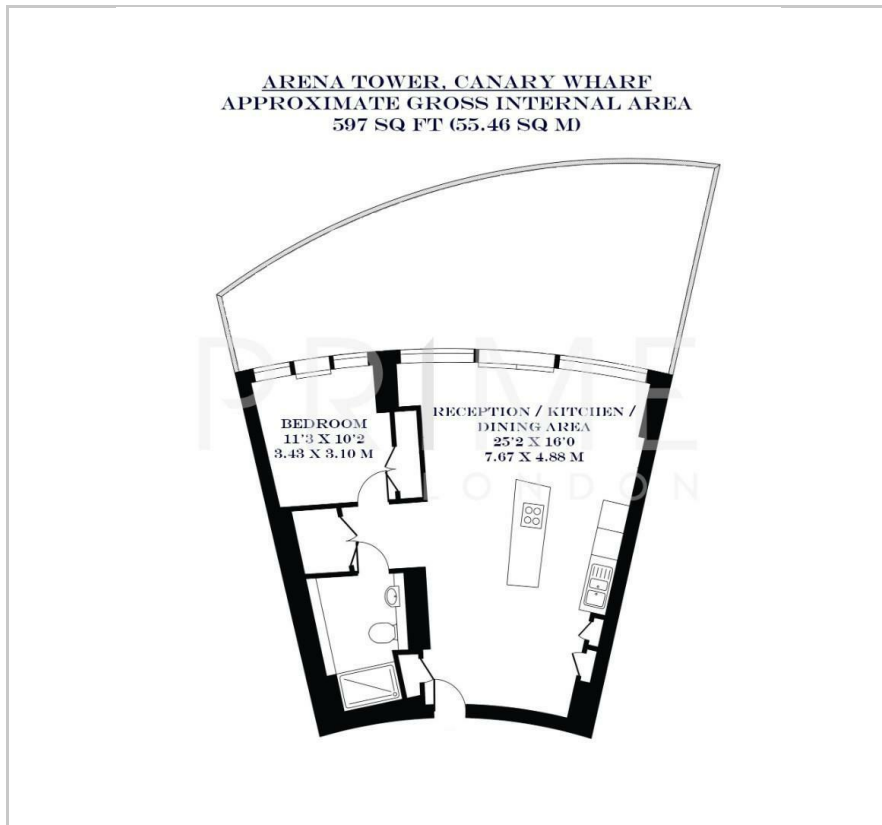 ARENA TOWER, CANARY WHARF
APPROXIMATE GROSS INTERNAL AREA
597 SQ FT (55.46 SQ M)
PRIME
LONDON
BEDROOM
11'3 X 10'2
3.43 X 3.10 M
RECEPTION / KITCHEN /
DINING AREA
25'2 X 16'0
7.67 X 4.88 M